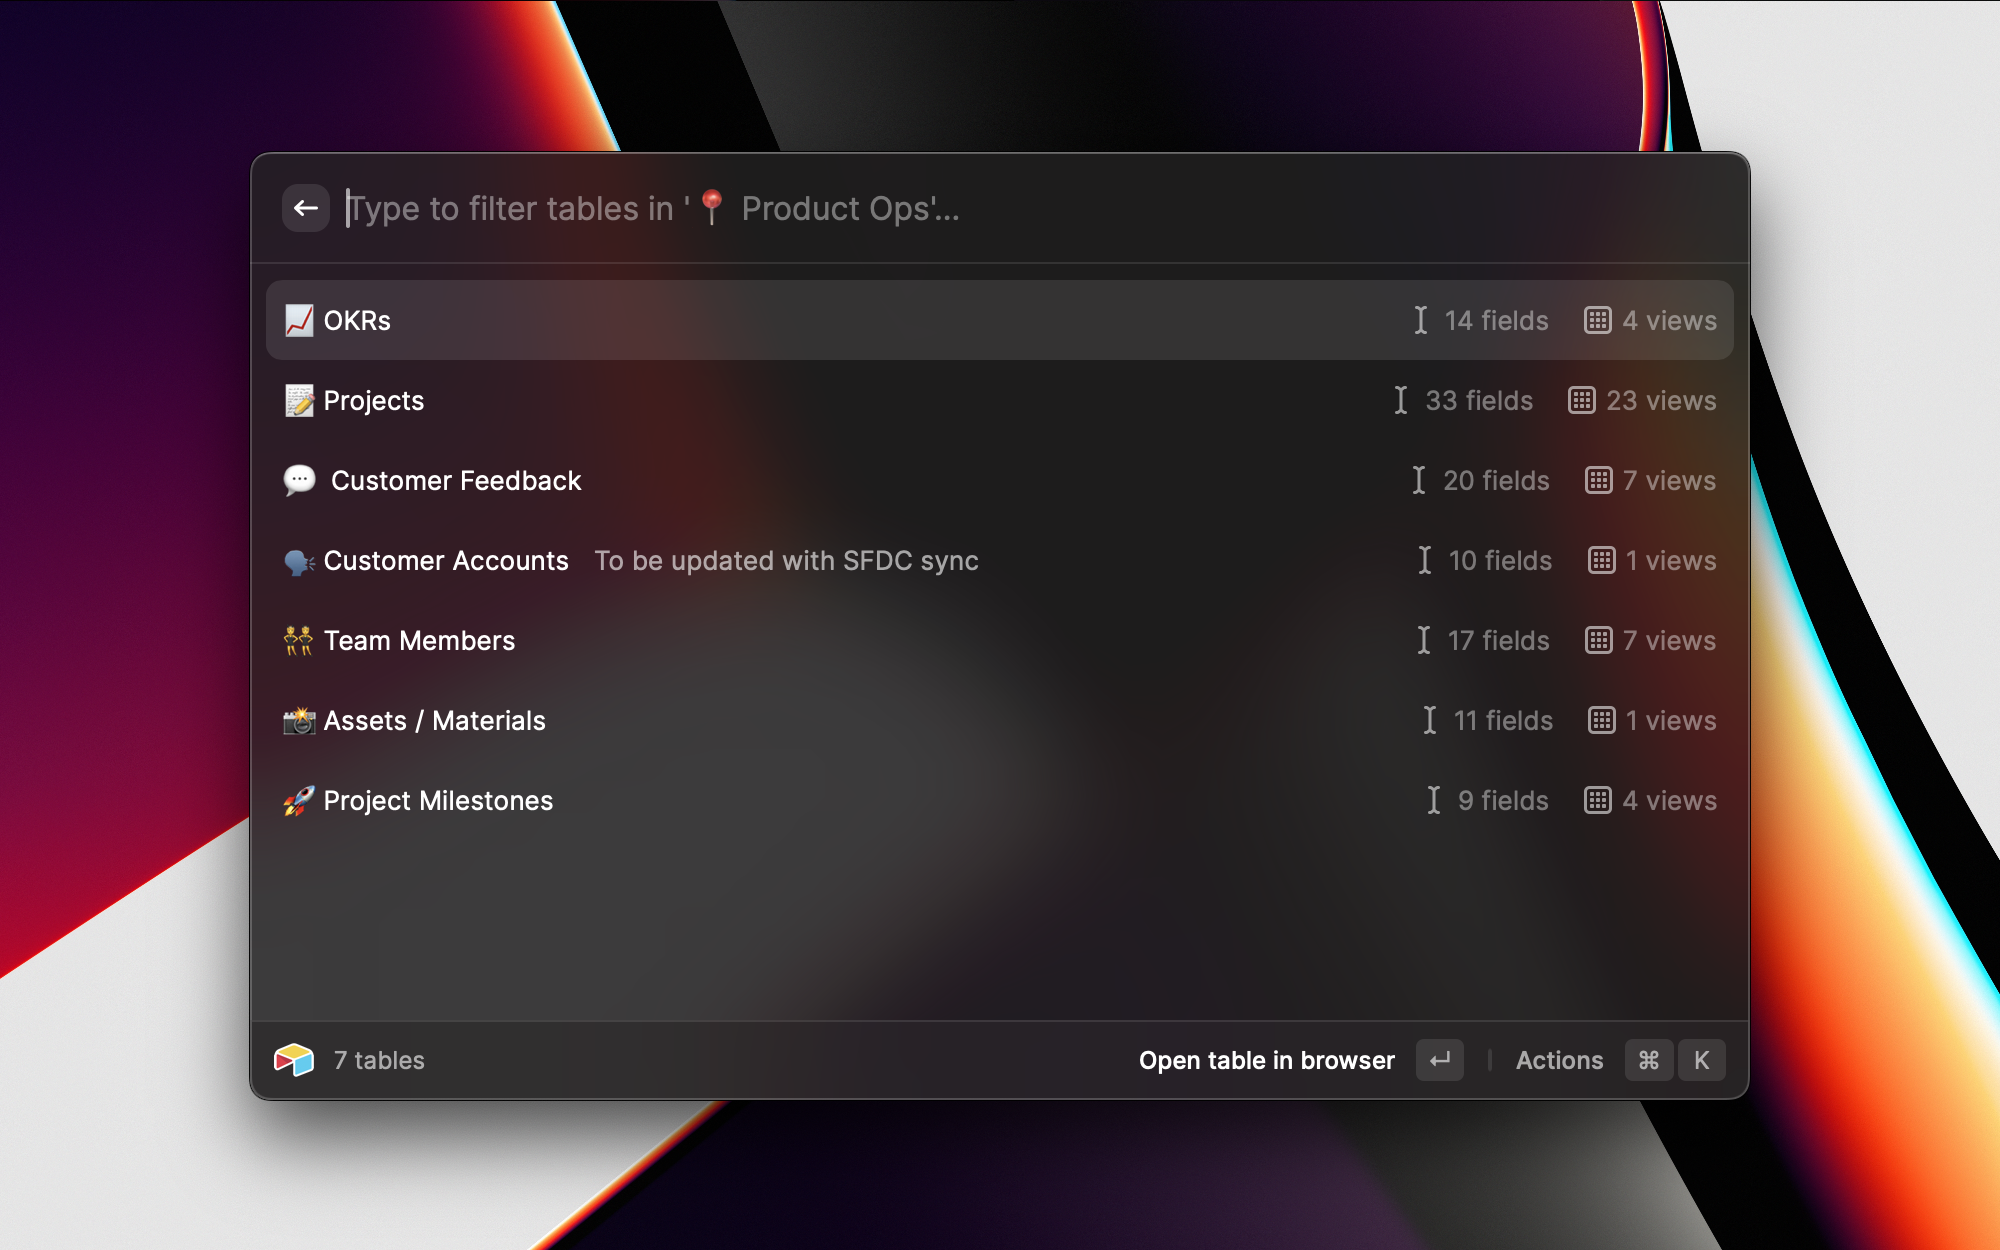 Type to filter tables in '📍 Product Ops'...
📈 OKRs 14 fields 4 views
📝 Projects 33 fields 23 views
💬 Customer Feedback 20 fields 7 views
🗣 Customer Accounts To be updated with SFDC sync 10 fields 1 views
👯 Team Members 17 fields 7 views
📸 Assets / Materials 11 fields 1 views
🚀 Project Milestones 9 fields 4 views
7 tables Open table in browser ↵ Actions ⌘ K